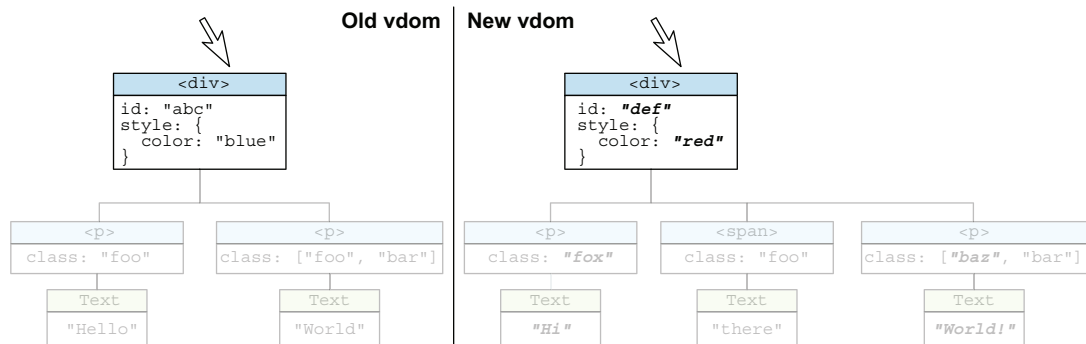 Old vdom
New vdom
<div>
id: "abc"
style: {
color: "blue"
}
<div>
id: "def"
style: {
color: "red"
}
<p>
class: "foo"
Text
"Hello"
<p>
class: ["foo", "bar"]
Text
"World"
<p>
class: "fox"
Text
"Hi"
<span>
class: "foo"
Text
"there"
<p>
class: ["baz", "bar"]
Text
"World!"